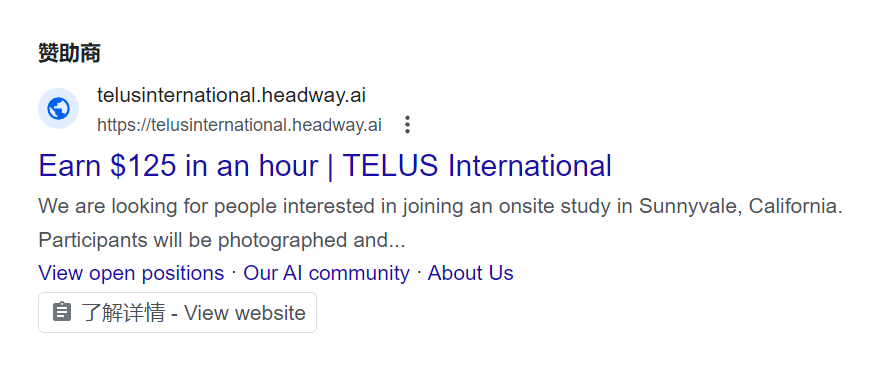 赞助商
telusinternational.headway.ai
https://telusinternational.headway.ai
Earn $125 in an hour | TELUS International
We are looking for people interested in joining an onsite study in Sunnyvale, California.
Participants will be photographed and...
View open positions · Our AI community · About Us
了解详情 - View website